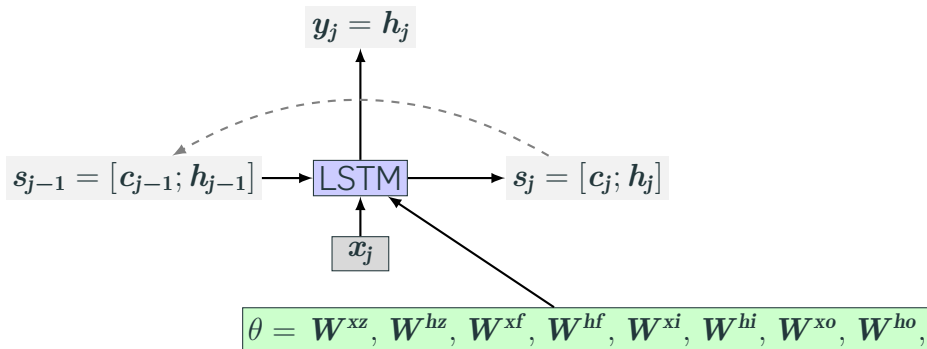 y_j = h_j
s_{j−1} = [c_{j−1}; h_{j−1}]
LSTM
s_j = [c_j; h_j]
x_j
θ = W^{xz}, W^{hz}, W^{xf}, W^{hf}, W^{xi}, W^{hi}, W^{xo}, W^{ho},